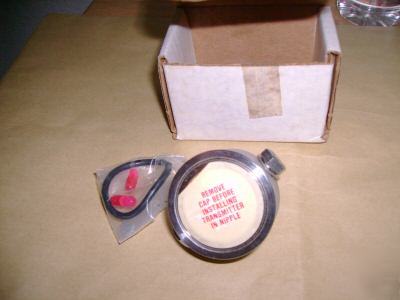 REMOVE
CAP BEFORE
INSTALLING
TRANSMITTER
IN NIPPLE